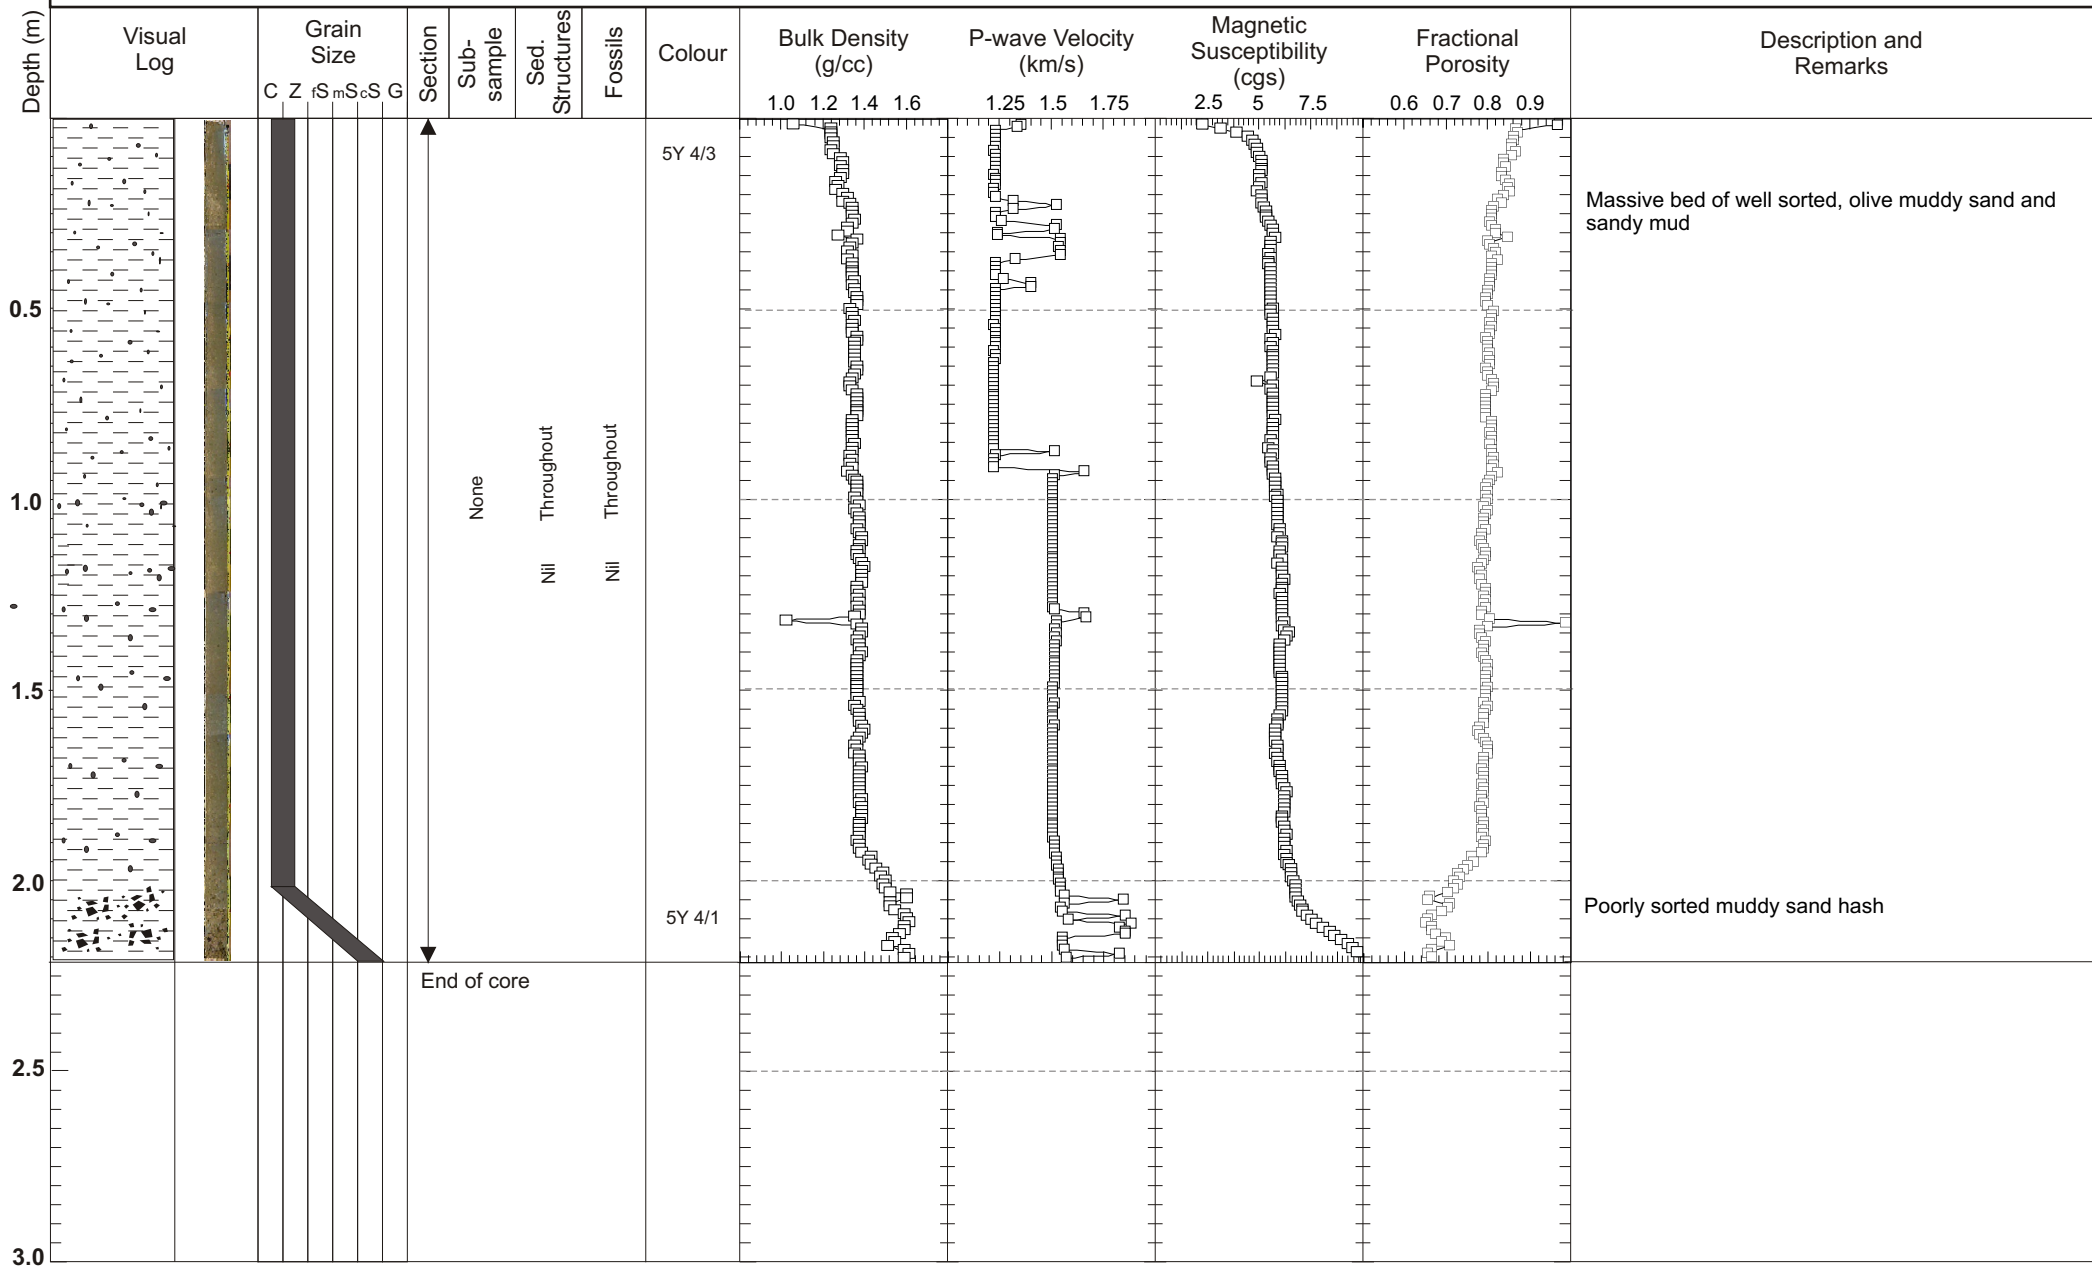 Depth (m)
Visual
Log
Grain
Size
C Z fS mS cS G
Section
Sub-
sample
Sed.
Structures
Fossils
Colour
Bulk Density
(g/cc)
1.0 1.2 1.4 1.6
P-wave Velocity
(km/s)
1.25 1.5 1.75
Magnetic
Susceptibility
(cgs)
2.5 5 7.5
Fractional
Porosity
0.6 0.7 0.8 0.9
Description and
Remarks
5Y 4/3
Massive bed of well sorted, olive muddy sand and
sandy mud
0.5
1.0
None
Nil Throughout
Nil Throughout
1.5
2.0
5Y 4/1
Poorly sorted muddy sand hash
End of core
2.5
3.0